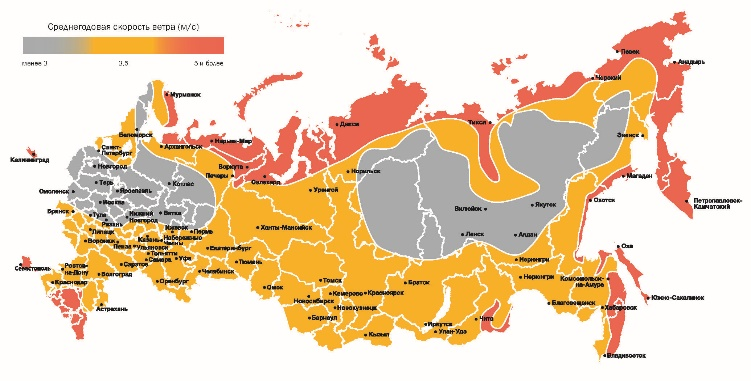 Среднегодовая скорость ветра (м/с)
менее 3
3,5
5 и более
Певек
Анадырь
Черский
Мурманск
Диксон
Тикси
Беломорск
Санкт-
Петербург
Архангельск
Нарьян-Мар
Калининград
Новгород
Воркута
Печоры
Салехард
Норильск
Магадан
Смоленск
Тверь
Ярославль
Котлас
Уренгой
Якутск
Охотск
Петропавловск-
Камчатский
Москва
Вилюйск
Брянск
Тула
Рязань
Нижний
Новгород
Вятка
Ханты-Мансийск
Ленск
Алдан
Липецк
Ижевск
Пермь
Воронеж
Пенза
Казань
Набережные
Челны
Ульяновск
Екатеринбург
Оха
Тольятти
Самара
Уфа
Тюмень
Нерюнгри
Севастополь
Ростов-
на-Дону
Саратов
Челябинск
Нерюнгри
Волгоград
Оренбург
Томск
Братск
Комсомольск-
на-Амуре
Краснодар
Омск
Кемерово
Красноярск
Новосибирск
Южно-Сахалинск
Астрахань
Новокузнецк
Благовещенск
Хабаровск
Барнаул
Иркутск
Чита
Улан-Удэ
Кызыл
Владивосток